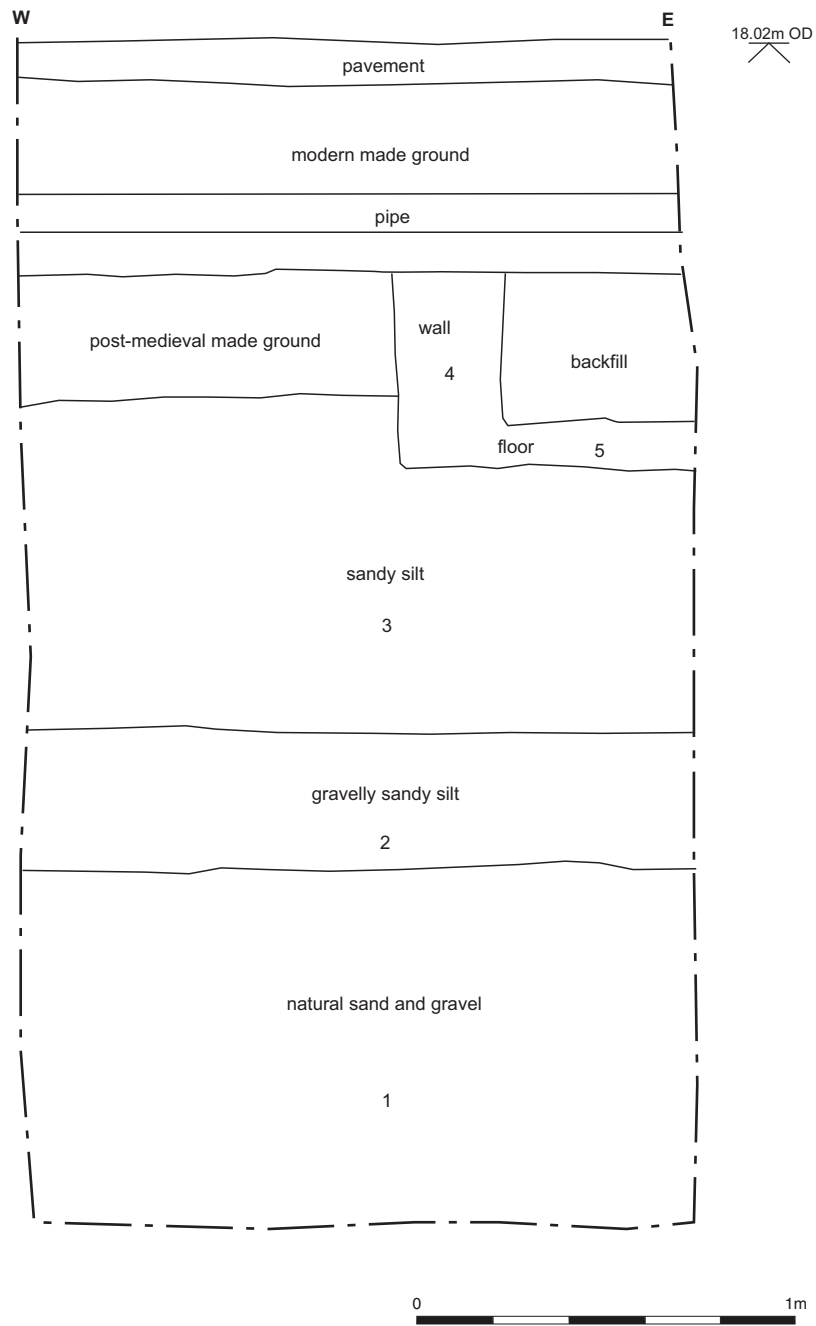 W
E
18.02m OD
pavement
modern made ground
pipe
post-medieval made ground
wall
4
backfill
floor
5
sandy silt
3
gravelly sandy silt
2
natural sand and gravel
1
0
1m